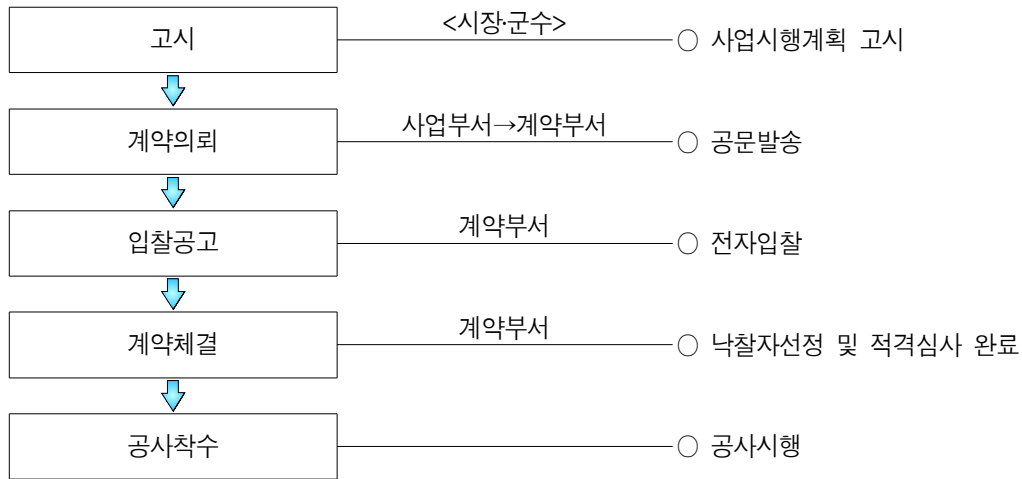 고시 <시장·군수> ○ 사업시행계획 고시
계약의뢰 사업부서→계약부서 ○ 공문발송
입찰공고 계약부서 ○ 전자입찰
계약체결 계약부서 ○ 낙찰자선정 및 적격심사 완료
공사착수 ○ 공사시행